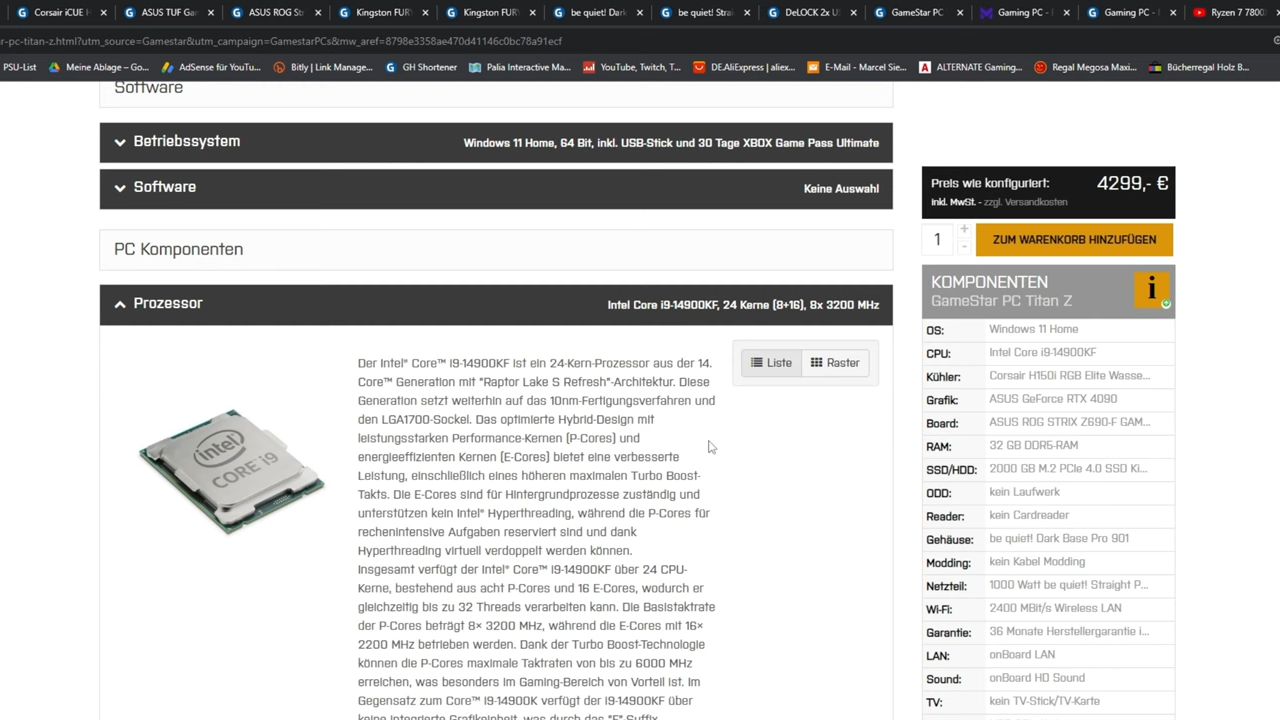 Corsair iCUE H
ASUS TUF Gam
ASUS ROG Stri
Kingston FURY
Kingston FURY
be quiet! Dark
be quiet! Strai
DeLOCK 2x U
GameStar PC
Gaming PC -
Gaming PC -
Ryzen 7 7800
r-pc-titan-z.html?utm_source=Gamestar&utm_campaign=GamestarPCs&mw_aref=8798e3358ae470d41146c0bc78a91ecf
PSU-List
Meine Ablage – Go...
AdSense für YouTu...
Bitly | Link Manage...
GH Shortener
Palia Interactive Ma...
YouTube, Twitch, T...
DE.AliExpress | aliex...
E-Mail - Marcel Sie...
ALTERNATE Gaming...
Regal Megosa Maxi...
Bücherregal Holz B...
Software
Betriebssystem
Windows 11 Home, 64 Bit, inkl. USB-Stick und 30 Tage XBOX Game Pass Ultimate
Software
Keine Auswahl
PC Komponenten
Prozessor
Intel Core i9-14900KF, 24 Kerne (8+16), 8x 3200 MHz
Liste
Raster
Der Intel® Core™ i9-14900KF ist ein 24-Kern-Prozessor aus der 14.
Core™ Generation mit "Raptor Lake S Refresh"-Architektur. Diese
Generation setzt weiterhin auf das 10nm-Fertigungsverfahren und
den LGA1700-Sockel. Das optimierte Hybrid-Design mit
leistungsstarken Performance-Kernen (P-Cores) und
energieeffizienten Kernen (E-Cores) bietet eine verbesserte
Leistung, einschließlich eines höheren maximalen Turbo Boost-
Takts. Die E-Cores sind für Hintergrundprozesse zuständig und
unterstützen kein Intel® Hyperthreading, während die P-Cores für
rechenintensive Aufgaben reserviert sind und dank
Hyperthreading virtuell verdoppelt werden können.
Insgesamt verfügt der Intel® Core™ i9-14900KF über 24 CPU-
Kerne, bestehend aus acht P-Cores und 16 E-Cores, wodurch er
gleichzeitig bis zu 32 Threads verarbeiten kann. Die Basistaktrate
der P-Cores beträgt 8× 3200 MHz, während die E-Cores mit 16×
2200 MHz betrieben werden. Dank der Turbo Boost-Technologie
können die P-Cores maximale Taktraten von bis zu 6000 MHz
erreichen, was besonders im Gaming-Bereich von Vorteil ist. Im
Gegensatz zum Core™ i9-14900K verfügt der i9-14900KF über
keine integrierte Grafikeinheit, was durch das "F" Suffix
intel
CORE i9
Preis wie konfiguriert:
4299,- €
inkl. MwSt. - zzgl. Versandkosten
1
+
-
ZUM WARENKORB HINZUFÜGEN
KOMPONENTEN
GameStar PC Titan Z
i
OS: Windows 11 Home
CPU: Intel Core i9-14900KF
Kühler: Corsair H150i RGB Elite Wasse...
Grafik: ASUS GeForce RTX 4090
Board: ASUS ROG STRIX Z690-F GAM...
RAM: 32 GB DDR5-RAM
SSD/HDD: 2000 GB M.2 PCIe 4.0 SSD Ki...
ODD: kein Laufwerk
Reader: kein Cardreader
Gehäuse: be quiet! Dark Base Pro 901
Modding: kein Kabel Modding
Netzteil: 1000 Watt be quiet! Straight P...
Wi-Fi: 2400 MBit/s Wireless LAN
Garantie: 36 Monate Herstellergarantie i...
LAN: onBoard LAN
Sound: onBoard HD Sound
TV: kein TV-Stick/TV-Karte